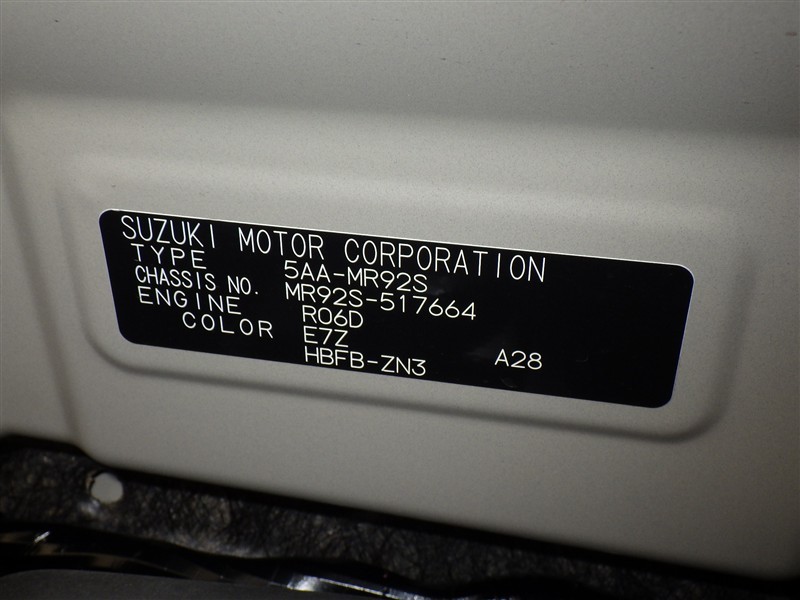 SUZUKI MOTOR CORPORATION
TYPE 5AA-MR92S
CHASSIS NO. MR92S-517664
ENGINE R06D
COLOR E7Z
HBFB-ZN3 A28